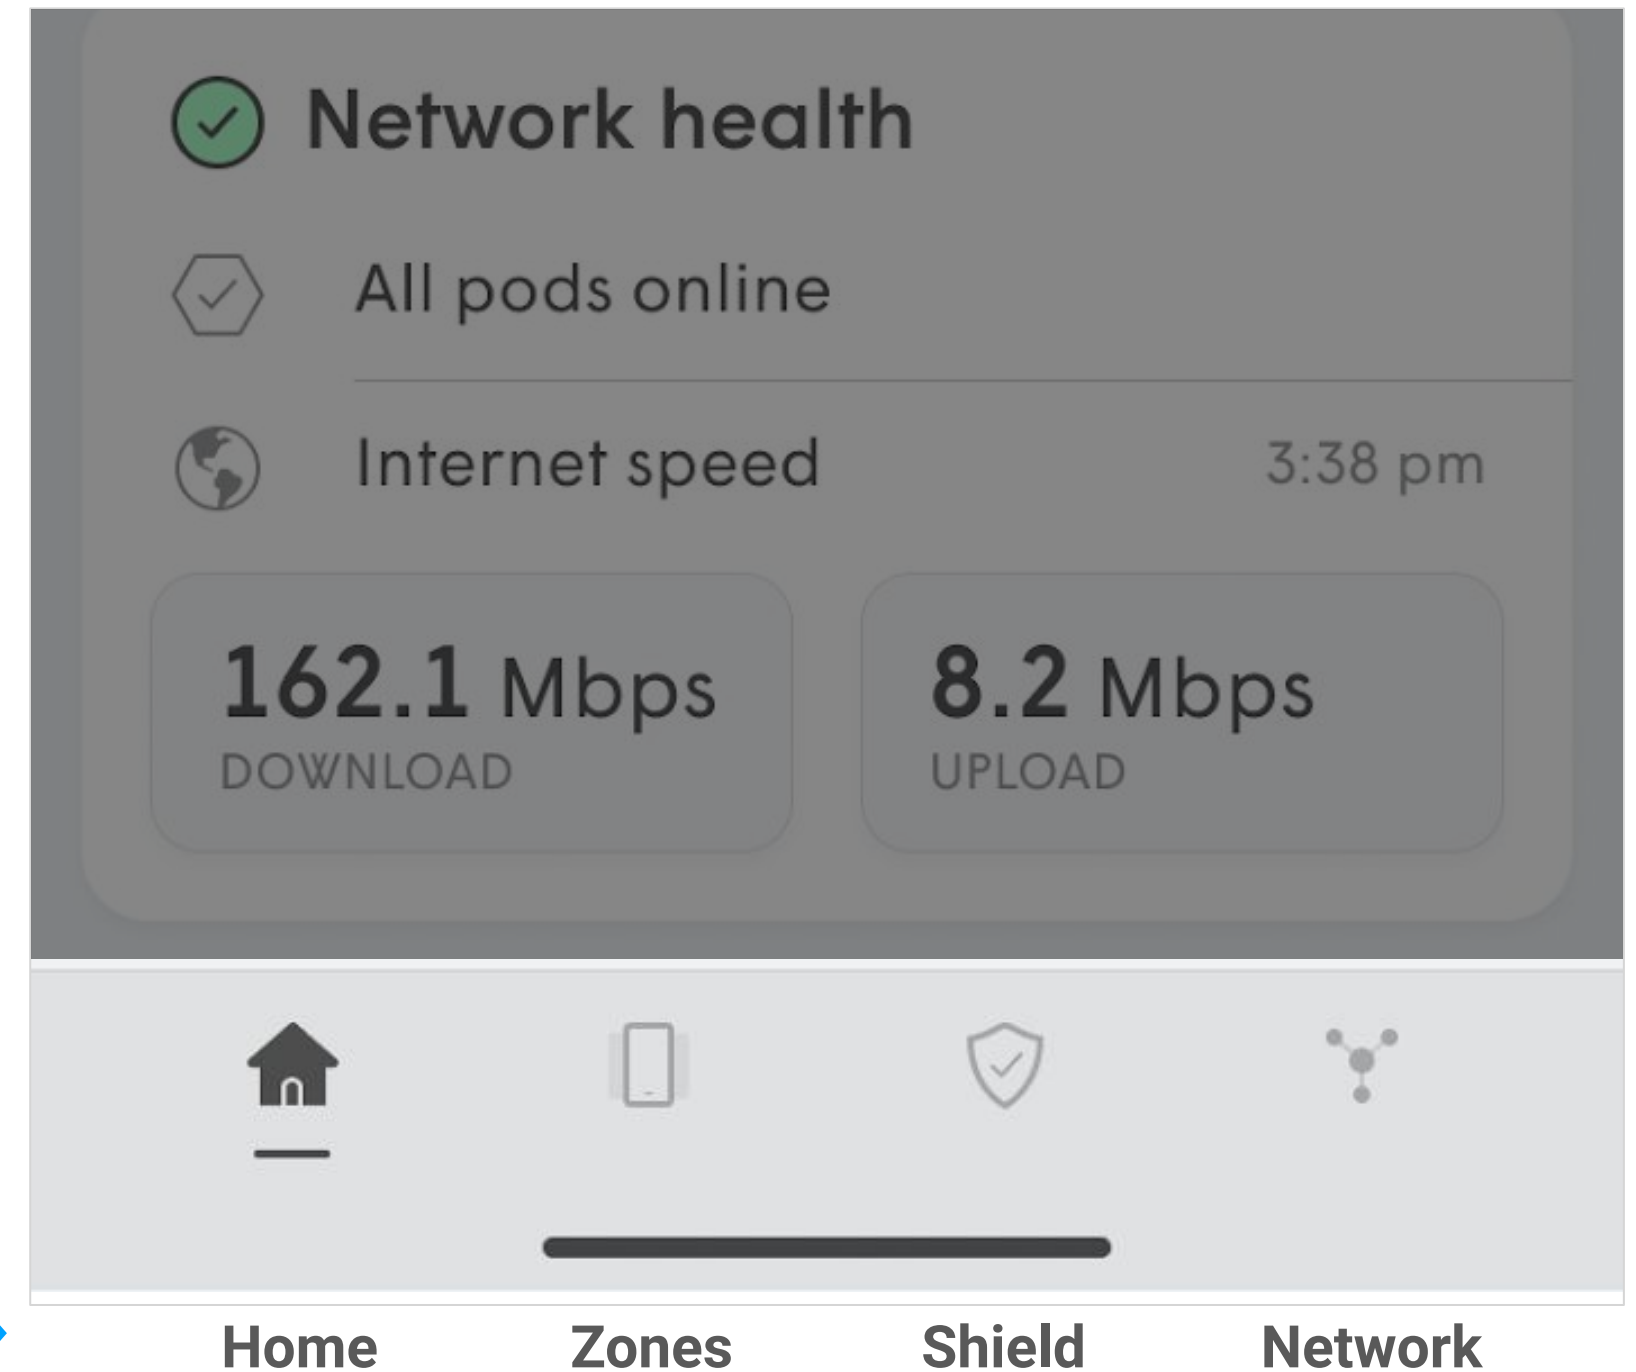 Network health
All pods online
Internet speed 3:38 pm
162.1 Mbps 8.2 Mbps
DOWNLOAD UPLOAD
Home Zones Shield Network